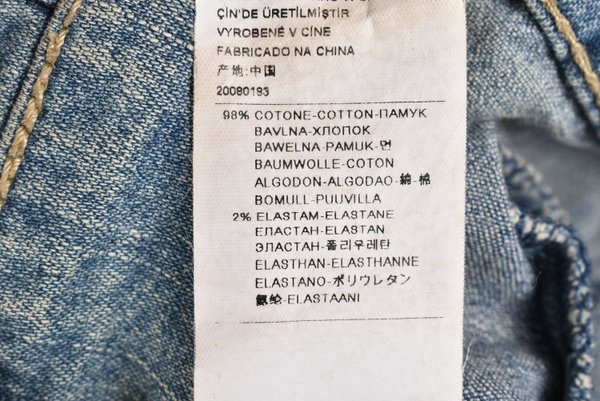 ÇİN'DE ÜRETİLMİŞTİR
VYROBENÉ V CÍNE
FABRICADO NA CHINA
产地:中国
20080193
98% COTONE-COTTON-ПАМУК
BAVLNA-ХЛОПОК
BAWELNA-PAMUK-면
BAUMWOLLE-COTON
ALGODON-ALGODAO-綿-棉
BOMULL-PUUVILLA
2% ELASTAM-ELASTANE
ЕЛАСТАН-ELASTAN
ЭЛАСТАН-폴리우레탄
ELASTHAN-ELASTHANNE
ELASTANO-ポリウレタン
氨纶-ELASTAANI